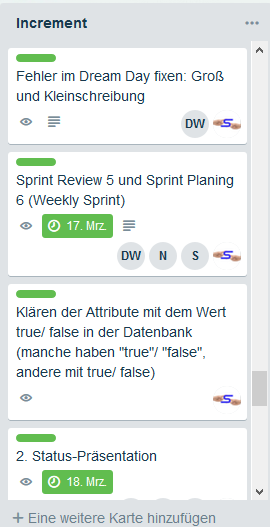 Increment
Fehler im Dream Day fixen: Groß
und Kleinschreibung
DW
S
Sprint Review 5 und Sprint Planing
6 (Weekly Sprint)
17. Mrz.
DW N S
S
Klären der Attribute mit dem Wert
true/ false in der Datenbank
(manche haben "true"/ "false",
andere mit true/ false)
S
2. Status-Präsentation
18. Mrz.
+ Eine weitere Karte hinzufügen